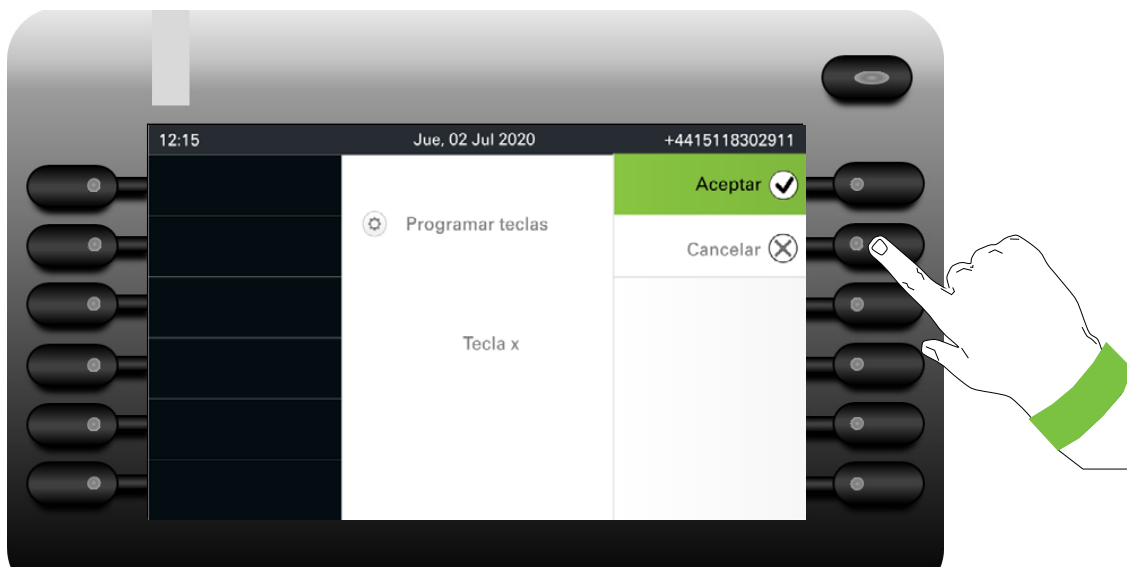 12:15 Jue, 02 Jul 2020 +4415118302911
Aceptar
Programar teclas
Cancelar
Tecla x